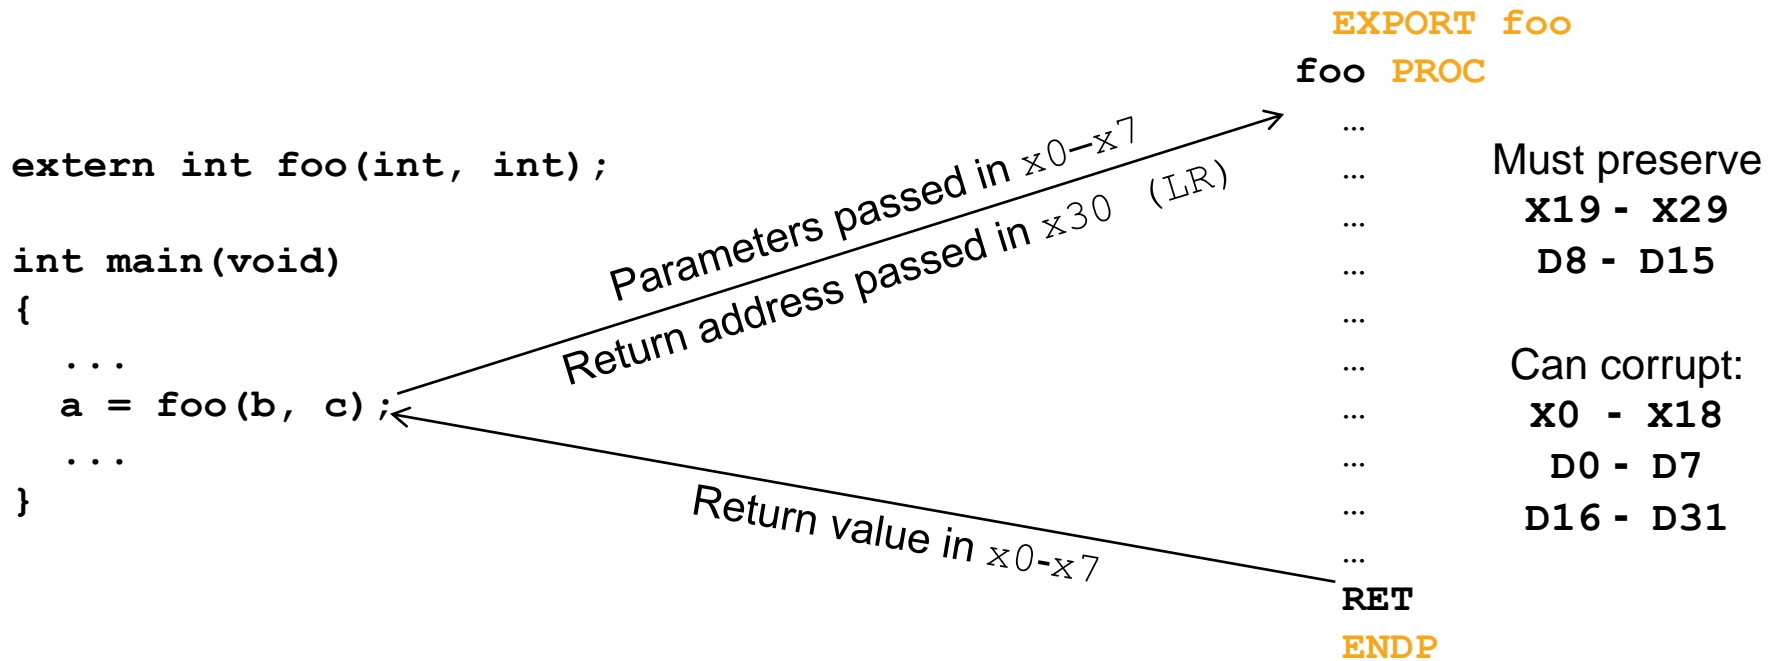 extern int foo(int, int);
int main(void)
{
...
a = foo(b, c);
...
}
Parameters passed in x0–x7
Return address passed in x30 (LR)
Return value in x0-x7
EXPORT foo
foo PROC
...
...
...
...
...
...
...
...
...
...
RET
ENDP
Must preserve
X19 - X29
D8 - D15
Can corrupt:
X0 - X18
D0 - D7
D16 - D31